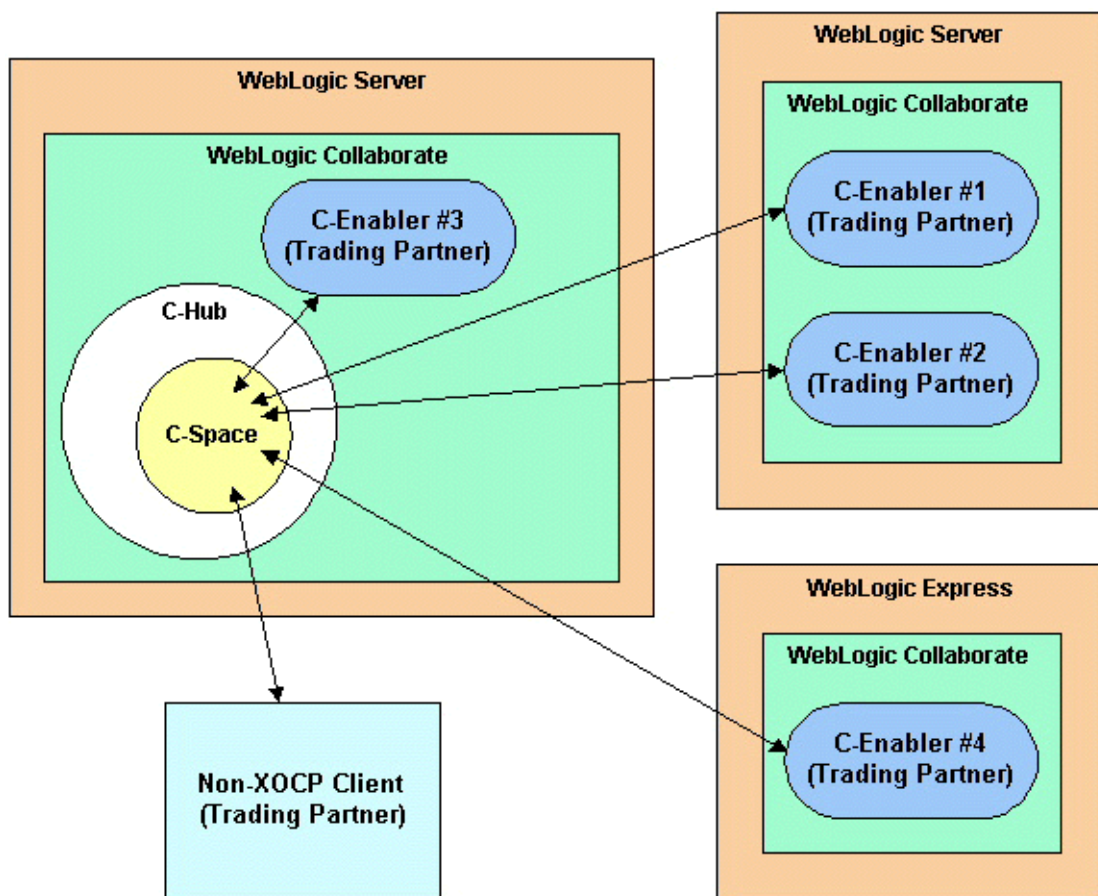 WebLogic Server
WebLogic Collaborate
C-Enabler #3
(Trading Partner)
C-Hub
C-Space
Non-XOCP Client
(Trading Partner)
WebLogic Server
WebLogic Collaborate
C-Enabler #1
(Trading Partner)
C-Enabler #2
(Trading Partner)
WebLogic Express
WebLogic Collaborate
C-Enabler #4
(Trading Partner)